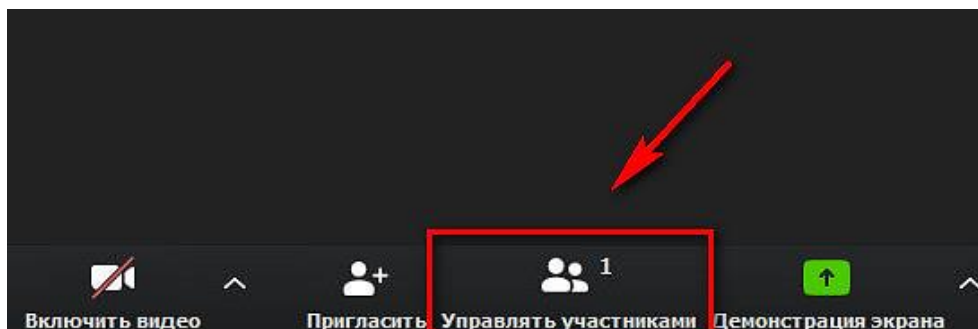 1
Включить видео Пригласить Управлять участниками Демонстрация экрана